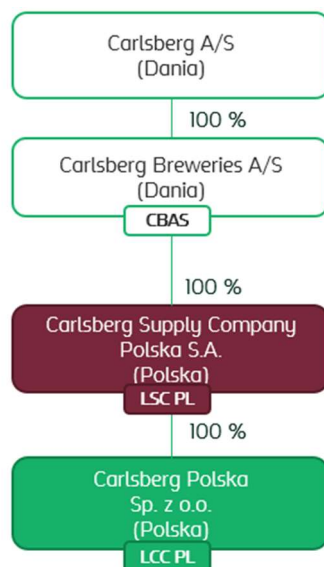 Carlsberg A/S
(Dania)
100 %
Carlsberg Breweries A/S
(Dania)
CBAS
100 %
Carlsberg Supply Company
Polska S.A.
(Polska)
LSC PL
100 %
Carlsberg Polska
Sp. z o.o.
(Polska)
LCC PL